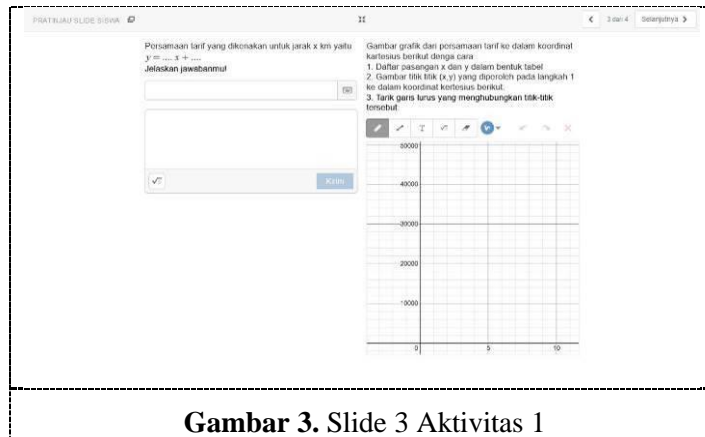 PRATINJAU SLIDE SISWA
3 dari 4
Selanjutnya
Persamaan tarif yang dikenakan untuk jarak x km yaitu
y = .... x + ....
Jelaskan jawabanmu!
Kirim
Gambar grafik dari persamaan tarif ke dalam koordinat
kartesius berikut denga cara
1. Daftar pasangan x dan y dalam bentuk tabel
2. Gambar titik titik (x,y) yang diperoleh pada langkah 1
ke dalam koordinat kertesius berikut.
3. Tarik garis lurus yang menghubungkan titik-titik
tersebut
T
50000
40000
30000
20000
10000
0
5
10
Gambar 3. Slide 3 Aktivitas 1